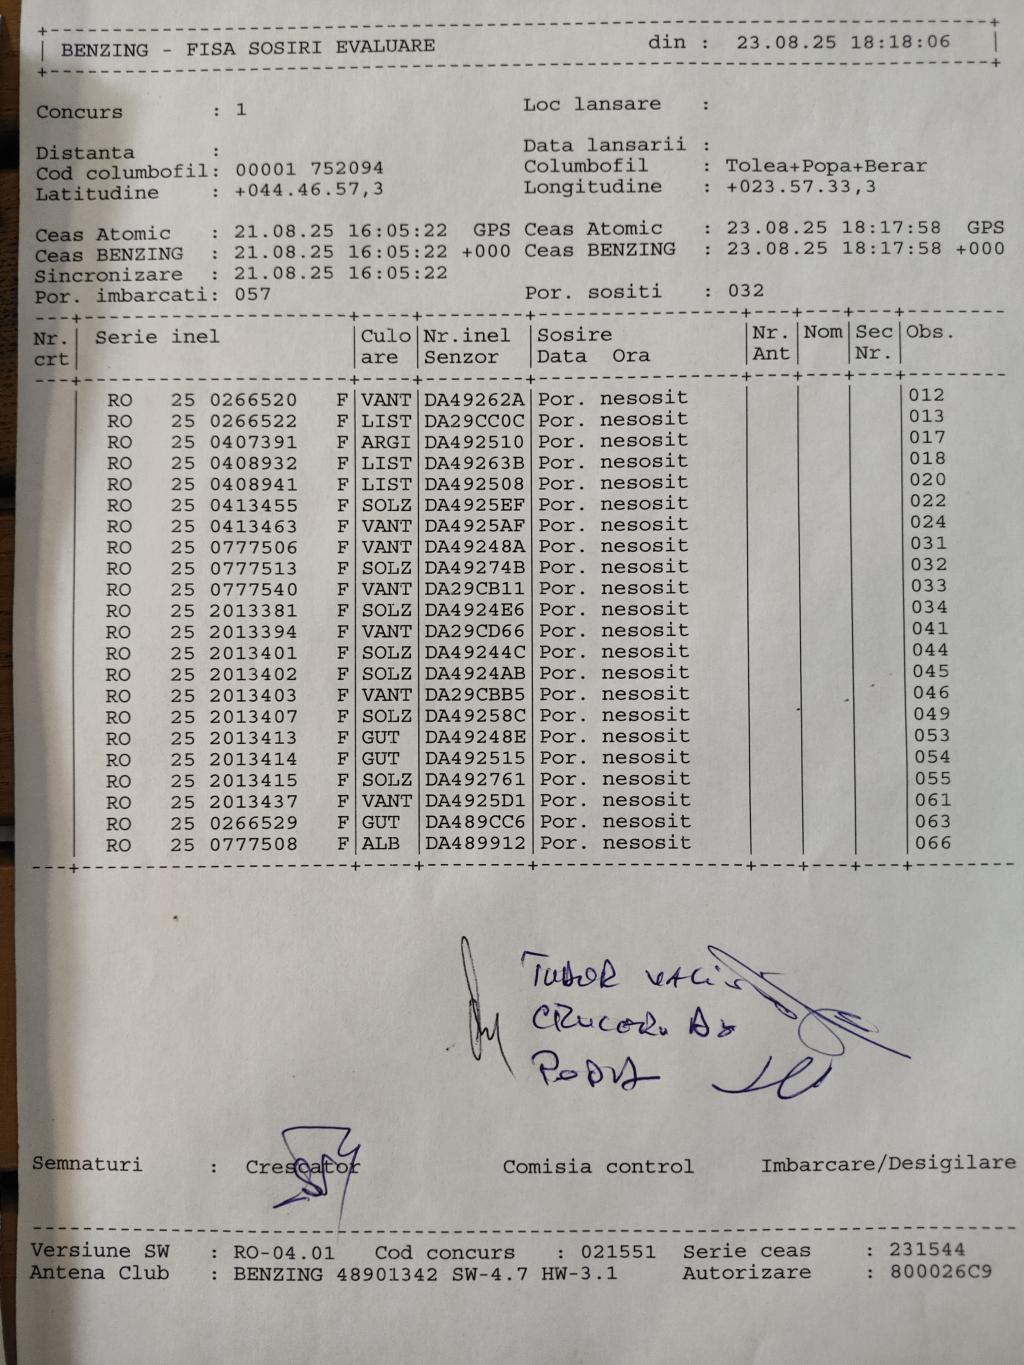 BENZING - FISA SOSIRI EVALUARE din : 23.08.25 18:18:06
Concurs : 1 Loc lansare :
Distanta : Data lansarii :
Cod columbofil: 00001 752094 Columbofil : Tolea+Popa+Berar
Latitudine : +044.46.57,3 Longitudine : +023.57.33,3
Ceas Atomic : 21.08.25 16:05:22 GPS Ceas Atomic : 23.08.25 18:17:58 GPS
Ceas BENZING : 21.08.25 16:05:22 +000 Ceas BENZING : 23.08.25 18:17:58 +000
Sincronizare : 21.08.25 16:05:22
Por. imbarcati: 057 Por. sositi : 032
Nr. Serie inel Culo Nr.inel Sosire Nr. Nom Sec Obs.
crt are Senzor Data Ora Ant Nr.
RO 25 0266520 F VANT DA49262A Por. nesosit 012
RO 25 0266522 F LIST DA29CC0C Por. nesosit 013
RO 25 0407391 F ARGI DA492510 Por. nesosit 017
RO 25 0408932 F LIST DA49263B Por. nesosit 018
RO 25 0408941 F LIST DA492508 Por. nesosit 020
RO 25 0413455 F SOLZ DA4925EF Por. nesosit 022
RO 25 0413463 F VANT DA4925AF Por. nesosit 024
RO 25 0777506 F VANT DA49248A Por. nesosit 031
RO 25 0777513 F SOLZ DA49274B Por. nesosit 032
RO 25 0777540 F VANT DA29CB11 Por. nesosit 033
RO 25 2013381 F SOLZ DA4924E6 Por. nesosit 034
RO 25 2013394 F VANT DA29CD66 Por. nesosit 041
RO 25 2013401 F SOLZ DA49244C Por. nesosit 044
RO 25 2013402 F SOLZ DA4924AB Por. nesosit 045
RO 25 2013403 F VANT DA29CBB5 Por. nesosit 046
RO 25 2013407 F SOLZ DA49258C Por. nesosit 049
RO 25 2013413 F GUT DA49248E Por. nesosit 053
RO 25 2013414 F GUT DA492515 Por. nesosit 054
RO 25 2013415 F SOLZ DA492761 Por. nesosit 055
RO 25 2013437 F VANT DA4925D1 Por. nesosit 061
RO 25 0266529 F GUT DA489CC6 Por. nesosit 063
RO 25 0777508 F ALB DA489912 Por. nesosit 066
TUDOR
Semnaturi : Crescator Comisia control Imbarcare/Desigilare
Versiune SW : RO-04.01 Cod concurs : 021551 Serie ceas : 231544
Antena Club : BENZING 48901342 SW-4.7 HW-3.1 Autorizare : 800026C9